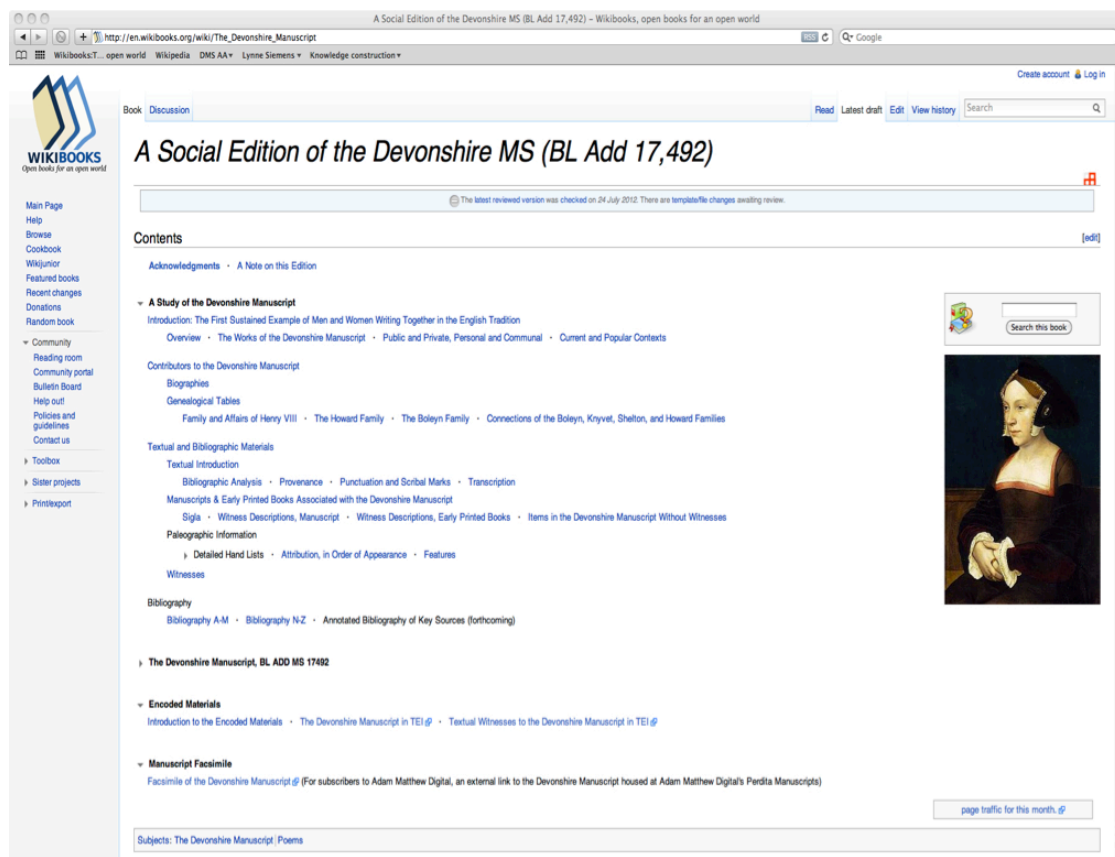 A Social Edition of the Devonshire MS (BL Add 17,492) – Wikibooks, open books for an open world
http://en.wikibooks.org/wiki/The_Devonshire_Manuscript RSS Google
Wikibooks:T... open world Wikipedia DMS AA Lynne Siemens Knowledge construction
Create account Log in
Book Discussion Read Latest draft Edit View history Search
WIKIBOOKS
Open books for an open world
A Social Edition of the Devonshire MS (BL Add 17,492)
The latest reviewed version was checked on 24 July 2012. There are template/file changes awaiting review.
Main Page
Help
Browse
Cookbook
Wikijunior
Featured books
Recent changes
Donations
Random book
Community
Reading room
Community portal
Bulletin Board
Help out!
Policies and
guidelines
Contact us
Toolbox
Sister projects
Print/export
Contents [edit]
Acknowledgments · A Note on this Edition
A Study of the Devonshire Manuscript
Introduction: The First Sustained Example of Men and Women Writing Together in the English Tradition
Overview · The Works of the Devonshire Manuscript · Public and Private, Personal and Communal · Current and Popular Contexts
Contributors to the Devonshire Manuscript
Biographies
Genealogical Tables
Family and Affairs of Henry VIII · The Howard Family · The Boleyn Family · Connections of the Boleyn, Knyvet, Shelton, and Howard Families
Textual and Bibliographic Materials
Textual Introduction
Bibliographic Analysis · Provenance · Punctuation and Scribal Marks · Transcription
Manuscripts & Early Printed Books Associated with the Devonshire Manuscript
Sigla · Witness Descriptions, Manuscript · Witness Descriptions, Early Printed Books · Items in the Devonshire Manuscript Without Witnesses
Paleographic Information
Detailed Hand Lists · Attribution, in Order of Appearance · Features
Witnesses
Bibliography
Bibliography A-M · Bibliography N-Z · Annotated Bibliography of Key Sources (forthcoming)
The Devonshire Manuscript, BL ADD MS 17492
Encoded Materials
Introduction to the Encoded Materials · The Devonshire Manuscript in TEI · Textual Witnesses to the Devonshire Manuscript in TEI
Manuscript Facsimile
Facsimile of the Devonshire Manuscript (For subscribers to Adam Matthew Digital, an external link to the Devonshire Manuscript housed at Adam Matthew Digital's Perdita Manuscripts)
Search this book
page traffic for this month.
Subjects: The Devonshire Manuscript | Poems